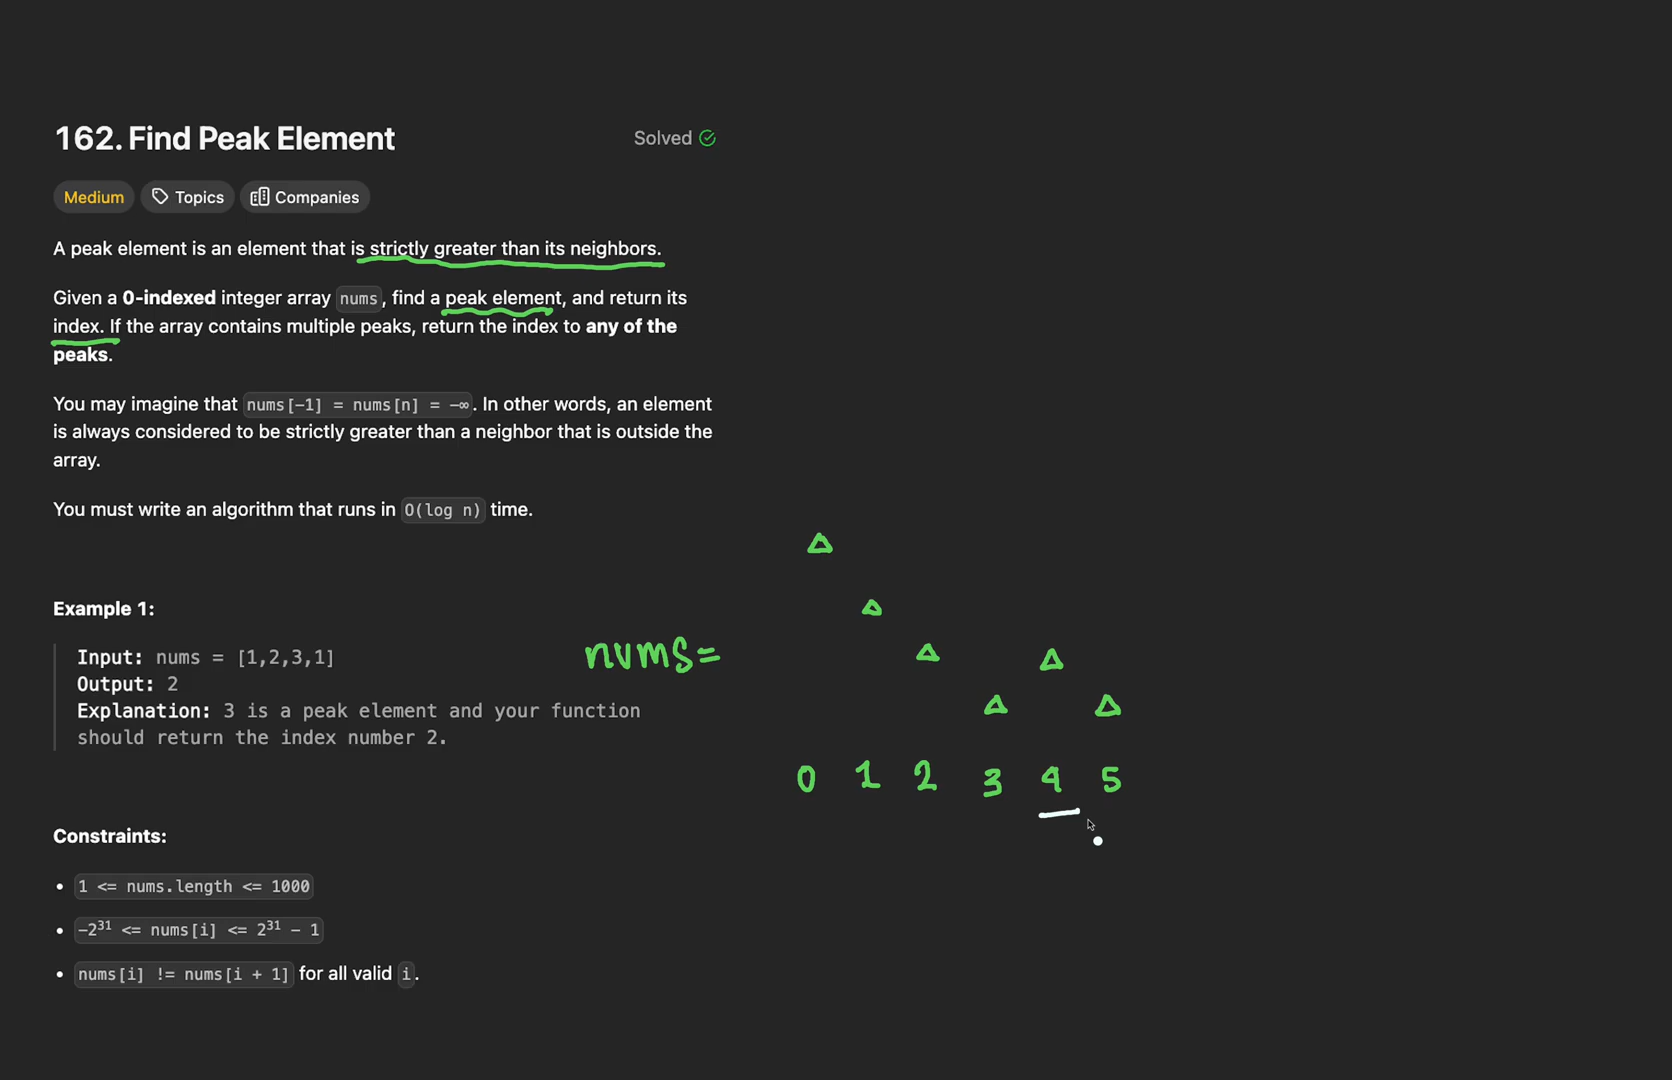 162. Find Peak Element
Solved
Medium Topics Companies
A peak element is an element that is strictly greater than its neighbors.
Given a 0-indexed integer array nums, find a peak element, and return its
index. If the array contains multiple peaks, return the index to any of the
peaks.
You may imagine that nums[-1] = nums[n] = -∞. In other words, an element
is always considered to be strictly greater than a neighbor that is outside the
array.
You must write an algorithm that runs in O(log n) time.
Example 1:
Input: nums = [1,2,3,1]
Output: 2
Explanation: 3 is a peak element and your function
should return the index number 2.
nums=
0 1 2 3 4 5
Constraints:
• 1 <= nums.length <= 1000
• -2³¹ <= nums[i] <= 2³¹ - 1
• nums[i] != nums[i + 1] for all valid i.